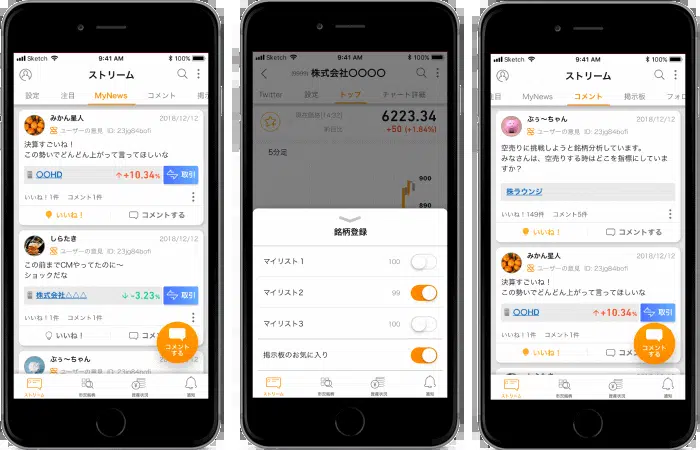 Sketch 9:41 AM 100%
ストリーム
設定 注目 MyNews コメント 掲示
みかん星人 2018/12/12
ユーザーの意見 ID: 23jg84bofi
決算すごいね！
この勢いでどんどん上がって言ってほしいな
〇〇HD ↑+10.34% 取引
いいね！1件 コメント1件
いいね！ コメントする
しらたき 2018/12/12
ユーザーの意見 ID: 23jg84bofi
この前までCMやってたのに〜
ショックだな
株式会社△△△ ↓-3.23% 取引
いいね！1件 コメント1件
いいね！ コメ
コメント
する
ぷぅ〜ちゃん 2018/12/12
ユーザーの意見 ID: 23jg84bofi
ストリーム 資産状況 通知
Sketch 9:41 AM 100%
株式会社〇〇〇〇
Twitter 設定 トップ チャート詳細
6223.34
前日比 +50 (+1.84%)
5分足
900
890
銘柄登録
マイリスト1 100
マイリスト2 99
マイリスト3 100
掲示板のお気に入り
ストリーム 資産状況 通知
Sketch 9:41 AM 100%
ストリーム
注目 MyNews コメント 掲示板 フォロ
ぷぅ〜ちゃん 2018/12/12
ユーザーの意見 ID: 23jg84bofi
空売りに挑戦しようと銘柄分析しています。
みなさんは、空売りする時はどこを指標にしていま
すか？
株ラウンジ
いいね！149件 コメント5件
いいね！ コメントする
みかん星人 2018/12/12
ユーザーの意見 ID: 23jg84bofi
決算すごいね！
この勢いでどんどん上がって言ってほしいな
〇〇HD ↑+10.34% 取引
いいね！1件 コメント1件
いいね！ コメ
コメント
する
ストリーム 資産状況 通知